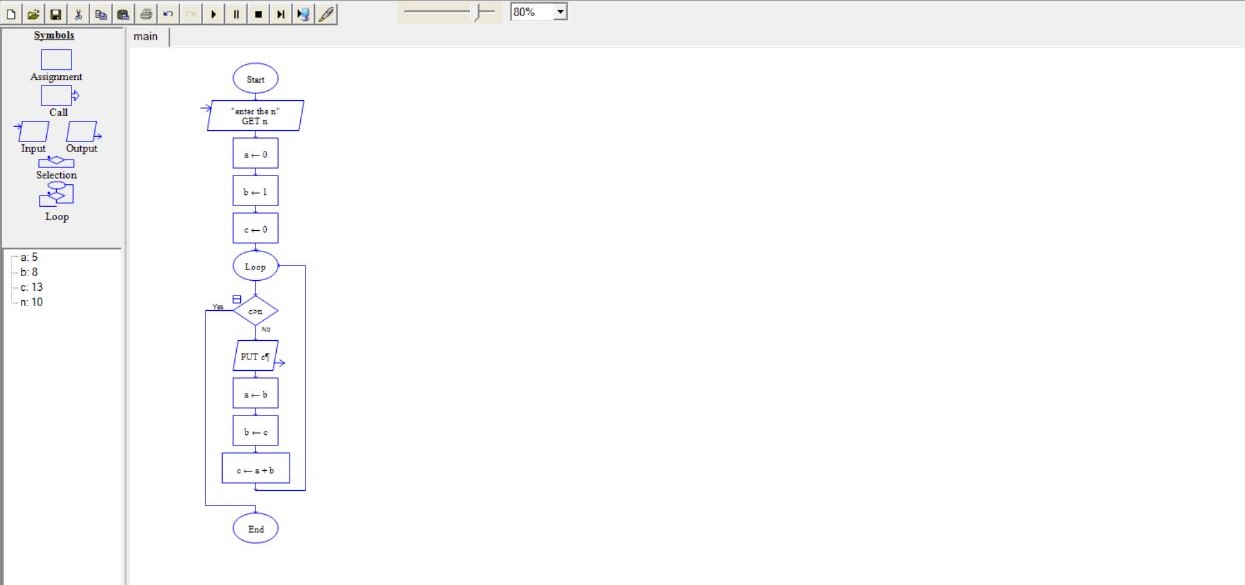 80%
Symbols
Assignment
Call
Input Output
Selection
Loop
a: 5
b: 8
c: 13
n: 10
main
Start
"enter the n"
GET n
a ← 0
b ← 1
c ← 0
Loop
Yes
c>n
No
PUT c¶
a ← b
b ← c
c ← a + b
End